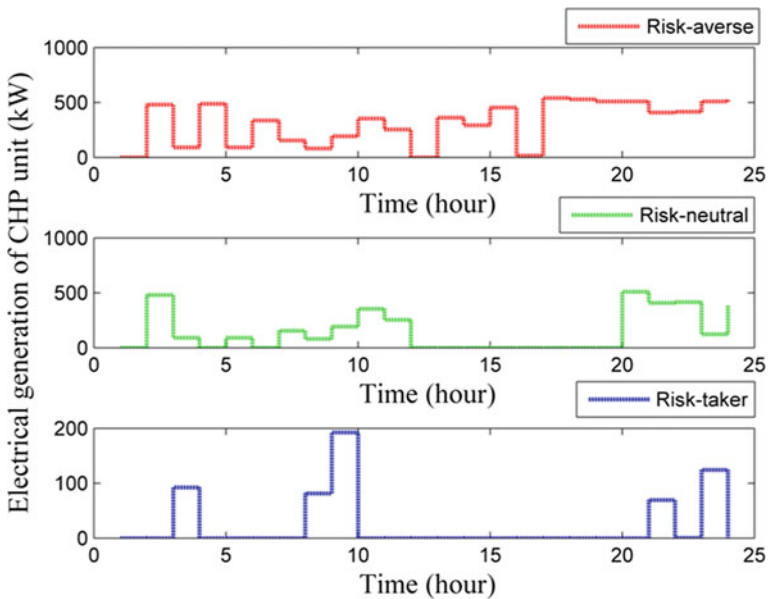 Electrical generation of CHP unit (kW)
Risk-averse
1000
500
0
0 5 10 15 20 25
Time (hour)
Risk-neutral
1000
500
0
0 5 10 15 20 25
Time (hour)
Risk-taker
200
100
0
0 5 10 15 20 25
Time (hour)